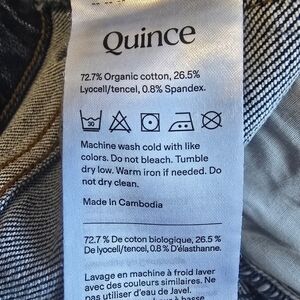 Quince
72.7% Organic cotton, 26.5%
Lyocell/tencel, 0.8% Spandex.
30
Machine wash cold with like
colors. Do not bleach. Tumble
dry low. Warm iron if needed. Do
not dry clean.
Made In Cambodia
72.7 % De coton biologique, 26.5 %
De lyocell/tencel, 0.8 % D'élasthanne.
Lavage en machine à froid laver
avec des couleurs similaires. Ne
pas utiliser d'eau de Javel.